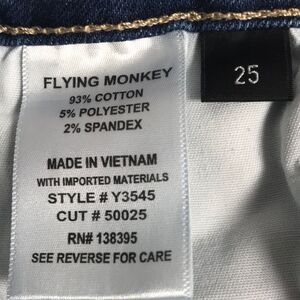 FLYING MONKEY
93% COTTON
5% POLYESTER
2% SPANDEX
MADE IN VIETNAM
WITH IMPORTED MATERIALS
STYLE # Y3545
CUT # 50025
RN# 138395
SEE REVERSE FOR CARE
25